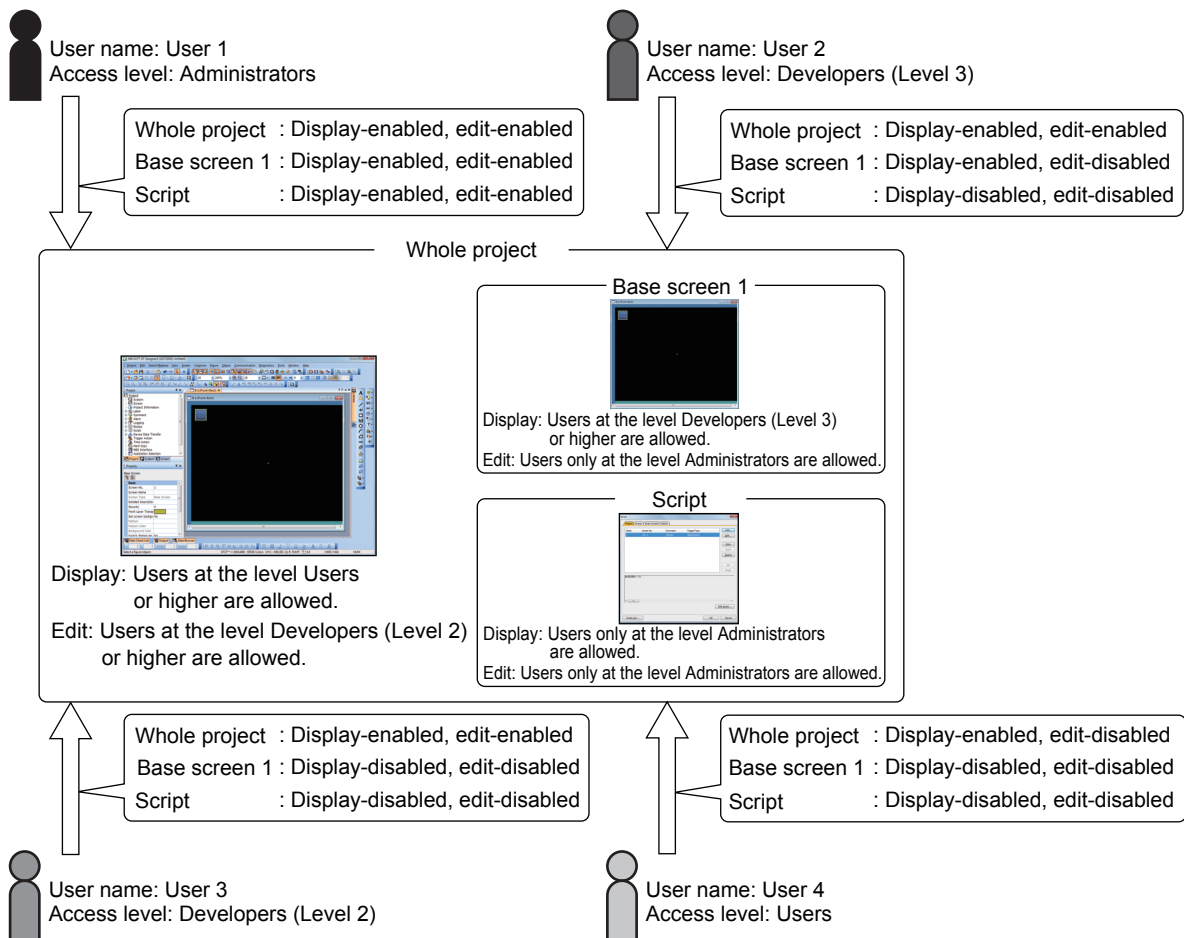 User name: User 1
Access level: Administrators
User name: User 2
Access level: Developers (Level 3)
Whole project : Display-enabled, edit-enabled
Base screen 1 : Display-enabled, edit-enabled
Script : Display-enabled, edit-enabled
Whole project : Display-enabled, edit-enabled
Base screen 1 : Display-enabled, edit-disabled
Script : Display-disabled, edit-disabled
Whole project
Display: Users at the level Users
or higher are allowed.
Edit: Users at the level Developers (Level 2)
or higher are allowed.
Base screen 1
Display: Users at the level Developers (Level 3)
or higher are allowed.
Edit: Users only at the level Administrators are allowed.
Script
Display: Users only at the level Administrators
are allowed.
Edit: Users only at the level Administrators are allowed.
Whole project : Display-enabled, edit-enabled
Base screen 1 : Display-disabled, edit-disabled
Script : Display-disabled, edit-disabled
Whole project : Display-enabled, edit-disabled
Base screen 1 : Display-disabled, edit-disabled
Script : Display-disabled, edit-disabled
User name: User 3
Access level: Developers (Level 2)
User name: User 4
Access level: Users